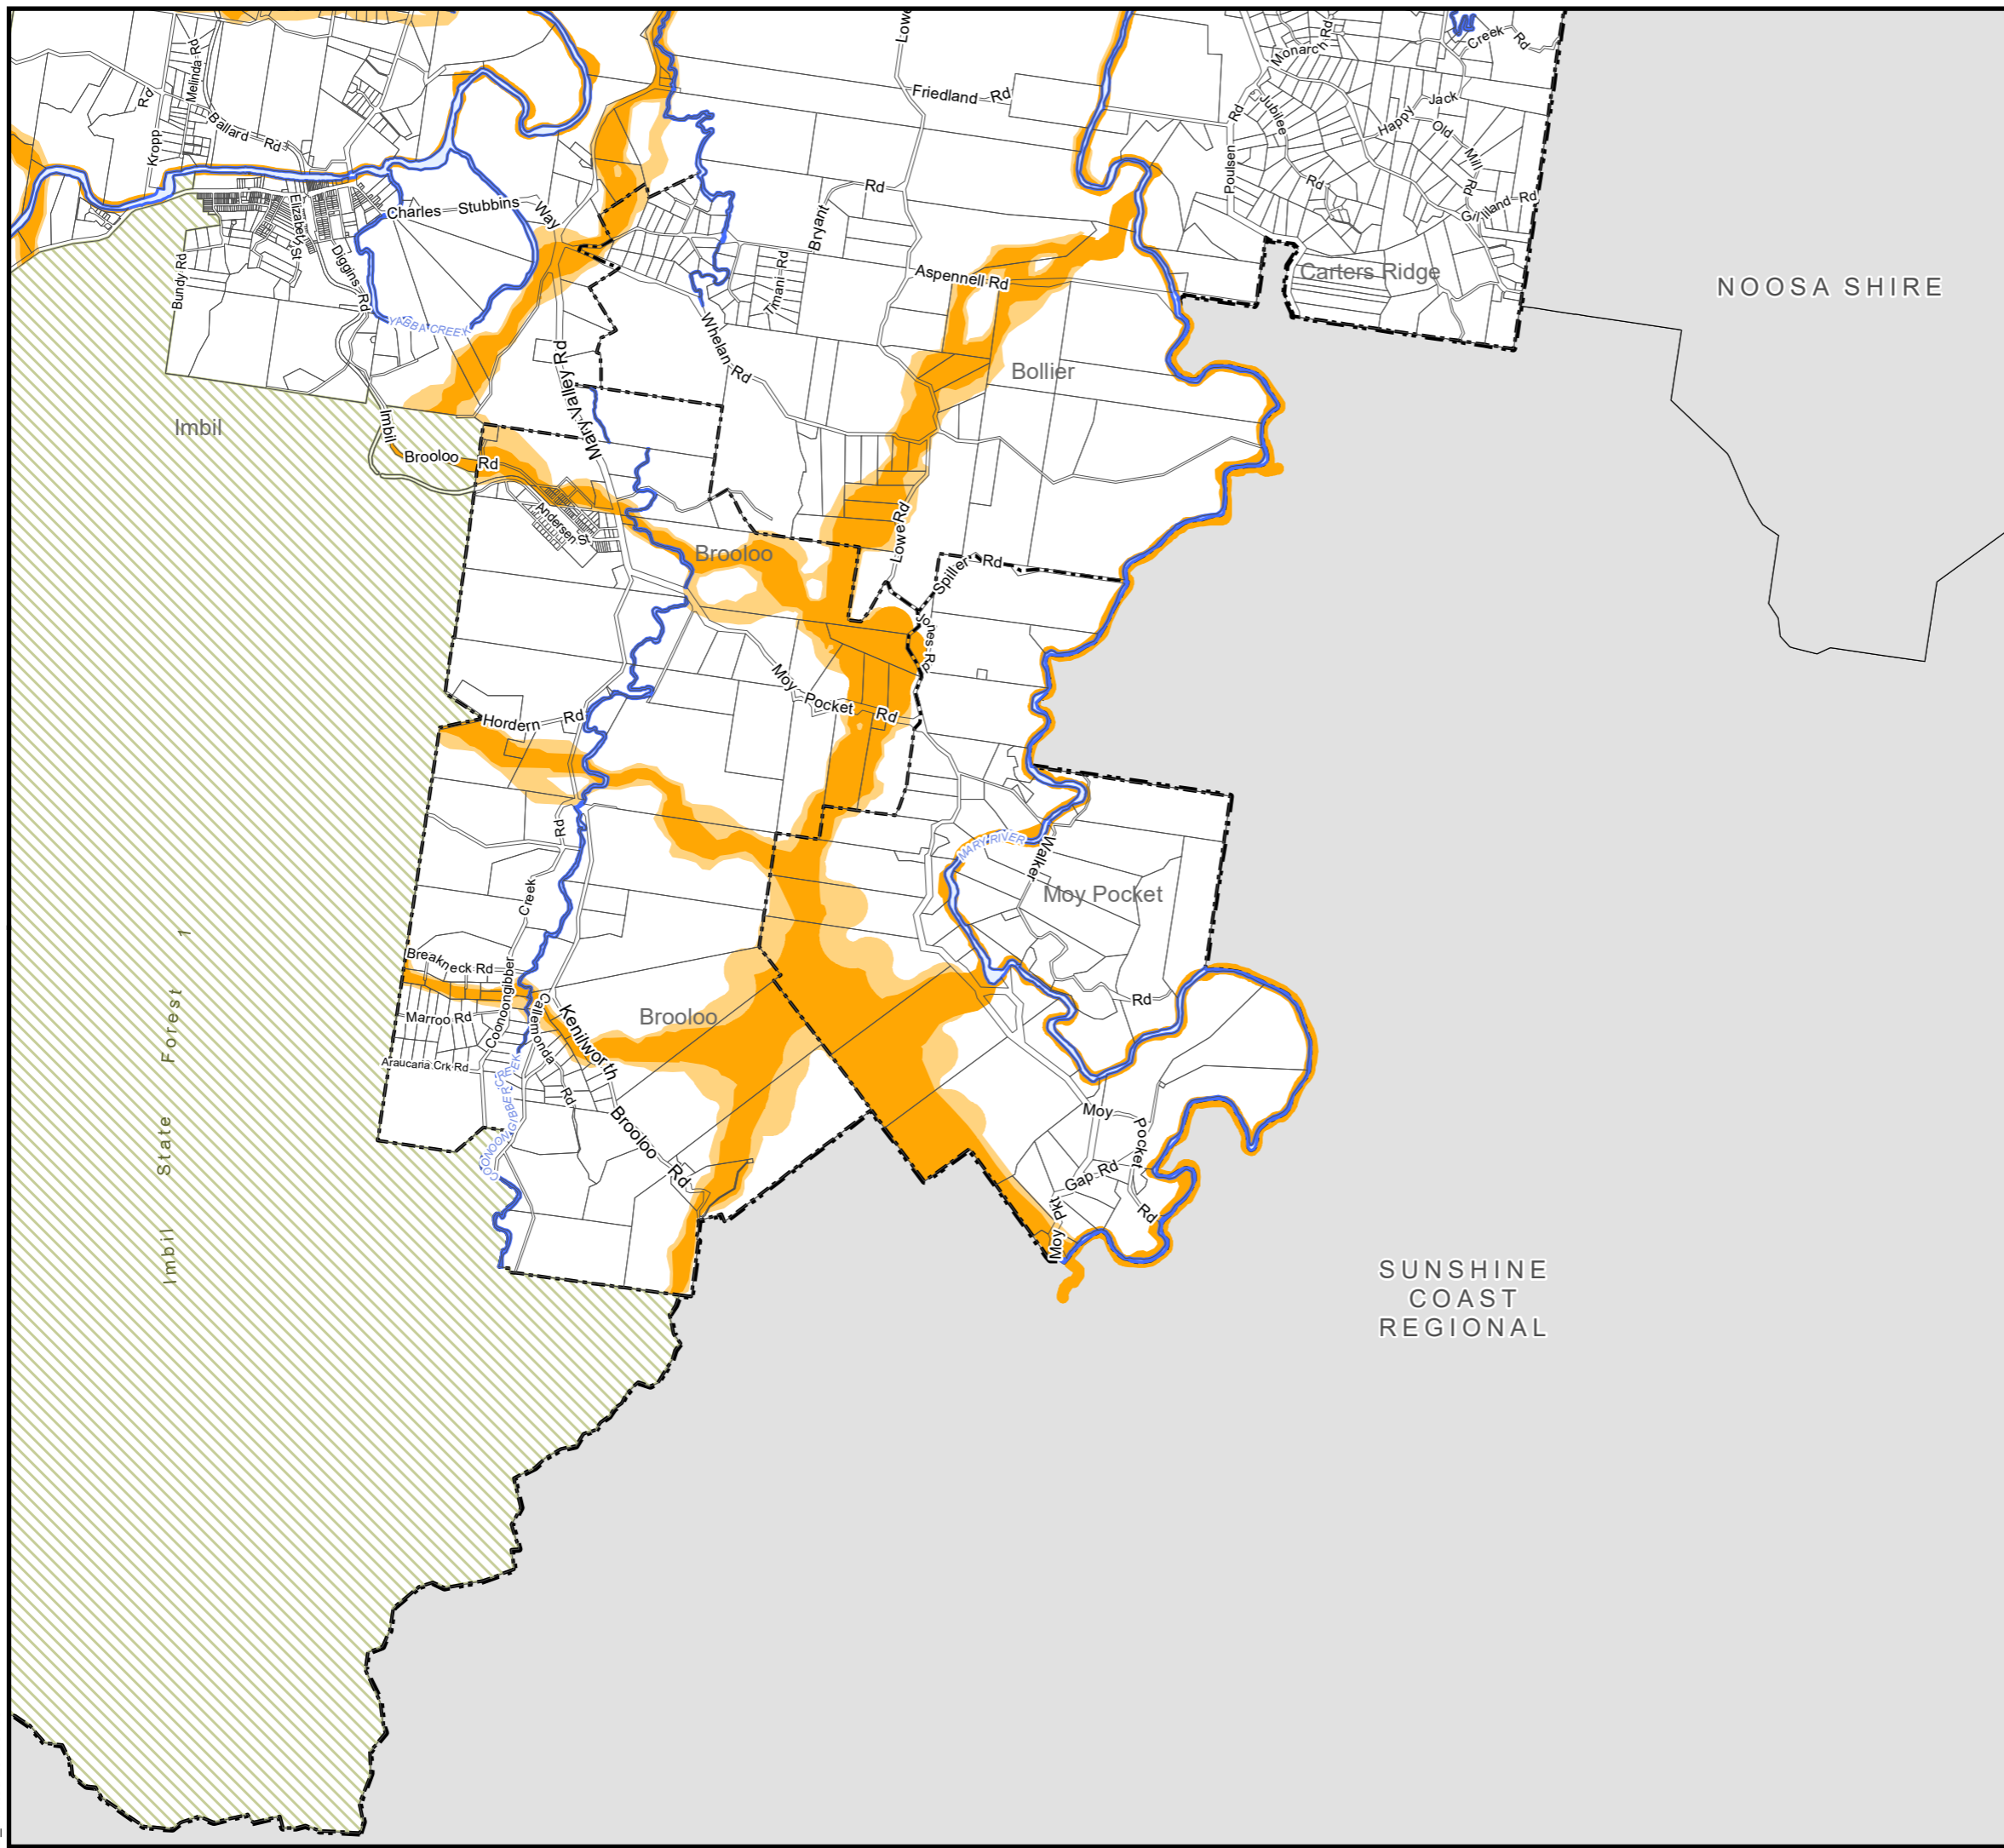 Lowe
Monarch Rd
Creek Rd
Melinda Rd
Rd
Kropp
Ballard Rd
Friedland Rd
Rd
Jubilee
Rd
Poulsen
Happy Jack
Old Mill Rd
Rd
Bryant
Elizabeth St
Charles Stubbins Way
Diggins Rd
Bundy Rd
YABBA CREEK
Timani Rd
Aspennell Rd
Carters Ridge
NOOSA SHIRE
Whelan Rd
Mary Valley Rd
Bollier
Imbil
Imbil
Brooloo Rd
Andersen St
Lowe Rd
Brooloo
Spiller Rd
Jones Rd
Moy Pocket Rd
Hordern Rd
Rd
MARY RIVER
Walker
Moy Pocket
Creek
Breakneck Rd
Coonoongibber
Marroo Rd
Callemonda
Rd
Kenilworth
Brooloo
Rd
Araucaria Crk Rd
COONOONGIBBER CREEK
Brooloo Rd
Moy
Pocket
Rd
Gap Rd
Moy Pkt
Imbil State Forest 1
SUNSHINE
COAST
REGIONAL